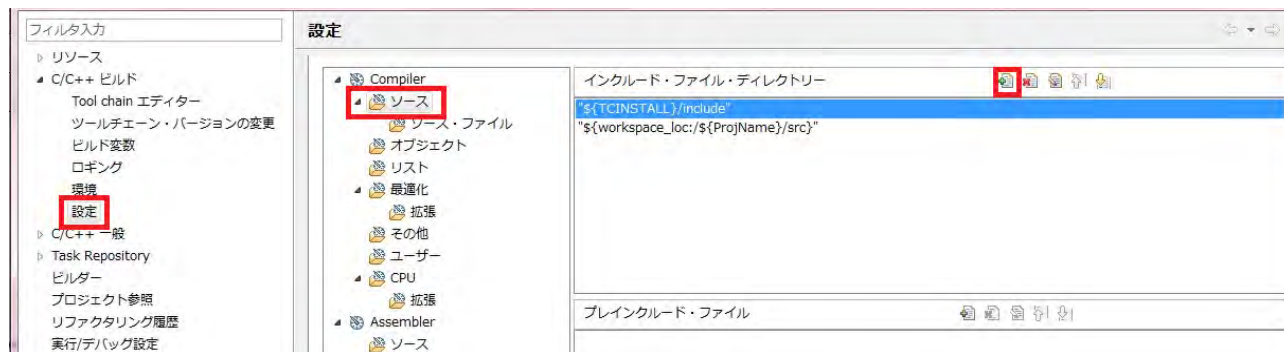 フィルタ入力
リソース
C/C++ ビルド
Tool chain エディター
ツールチェーン・バージョンの変更
ビルド変数
ロギング
環境
設定
C/C++ 一般
Task Repository
ビルダー
プロジェクト参照
リファクタリング履歴
実行/デバッグ設定
設定
Compiler
ソース
ソース・ファイル
オブジェクト
リスト
最適化
拡張
その他
ユーザー
CPU
拡張
Assembler
ソース
インクルード・ファイル・ディレクトリー
"${TCINSTALL}/include"
"${workspace_loc:/${ProjName}/src}"
プレインクルード・ファイル